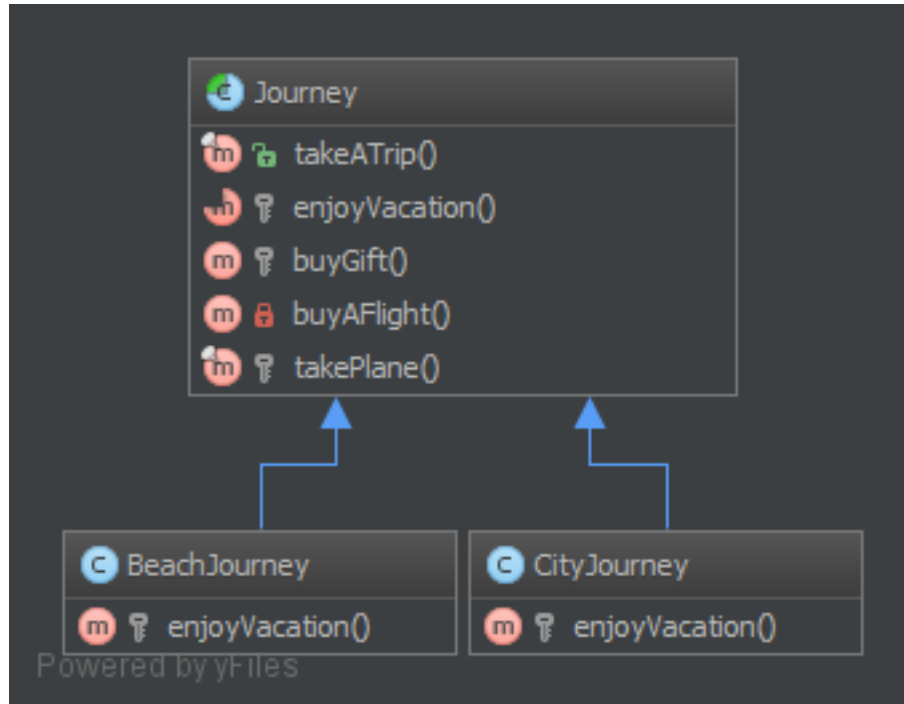 Journey
takeATrip()
enjoyVacation()
buyGift()
buyAFlight()
takePlane()
BeachJourney
enjoyVacation()
CityJourney
enjoyVacation()
Powered by yFiles